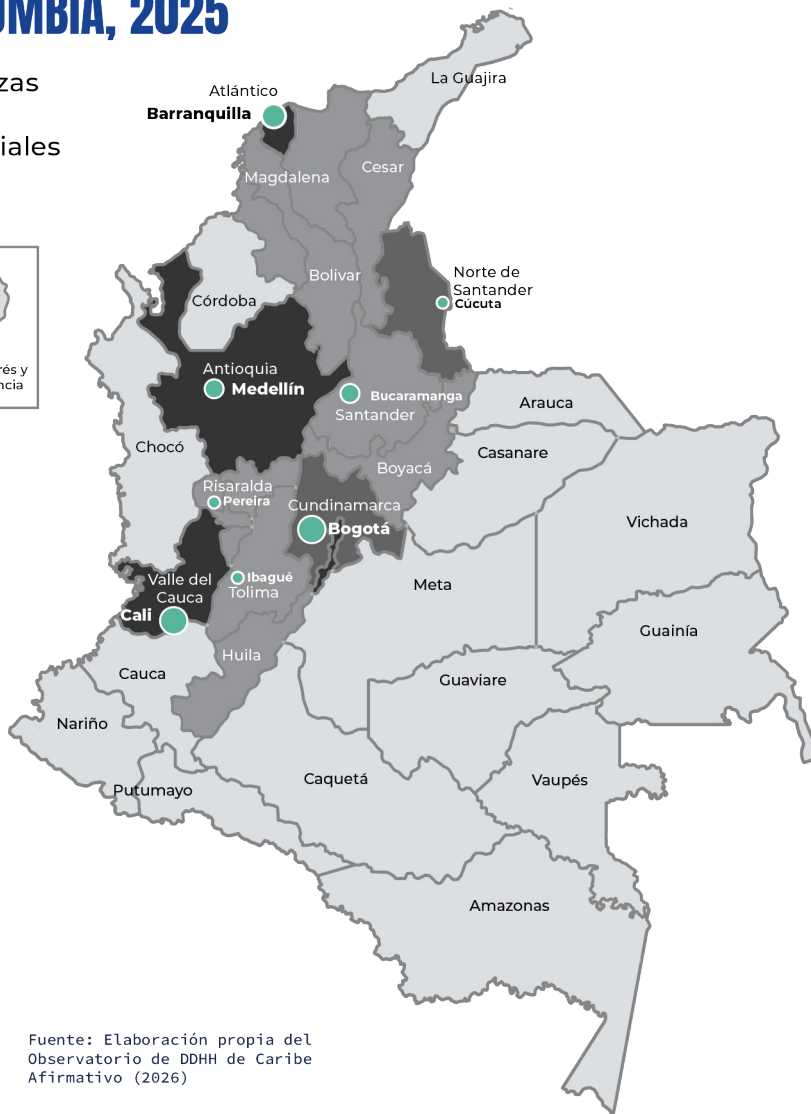 UMBIA, 2025
zas
iales
La Guajira
Atlántico
Barranquilla
Cesar
Magdalena
Norte de
Santander
Cúcuta
Bolivar
Córdoba
rés y
ncia
Antioquia
Medellín
Bucaramanga
Santander
Arauca
Chocó
Casanare
Boyacá
Risaralda
Pereira
Cundinamarca
Bogotá
Vichada
Valle del
Cauca
Cali
Ibagué
Tolima
Meta
Guainía
Huila
Cauca
Guaviare
Nariño
Caquetá
Vaupés
Putumayo
Amazonas
Fuente: Elaboración propia del
Observatorio de DDHH de Caribe
Afirmativo (2026)